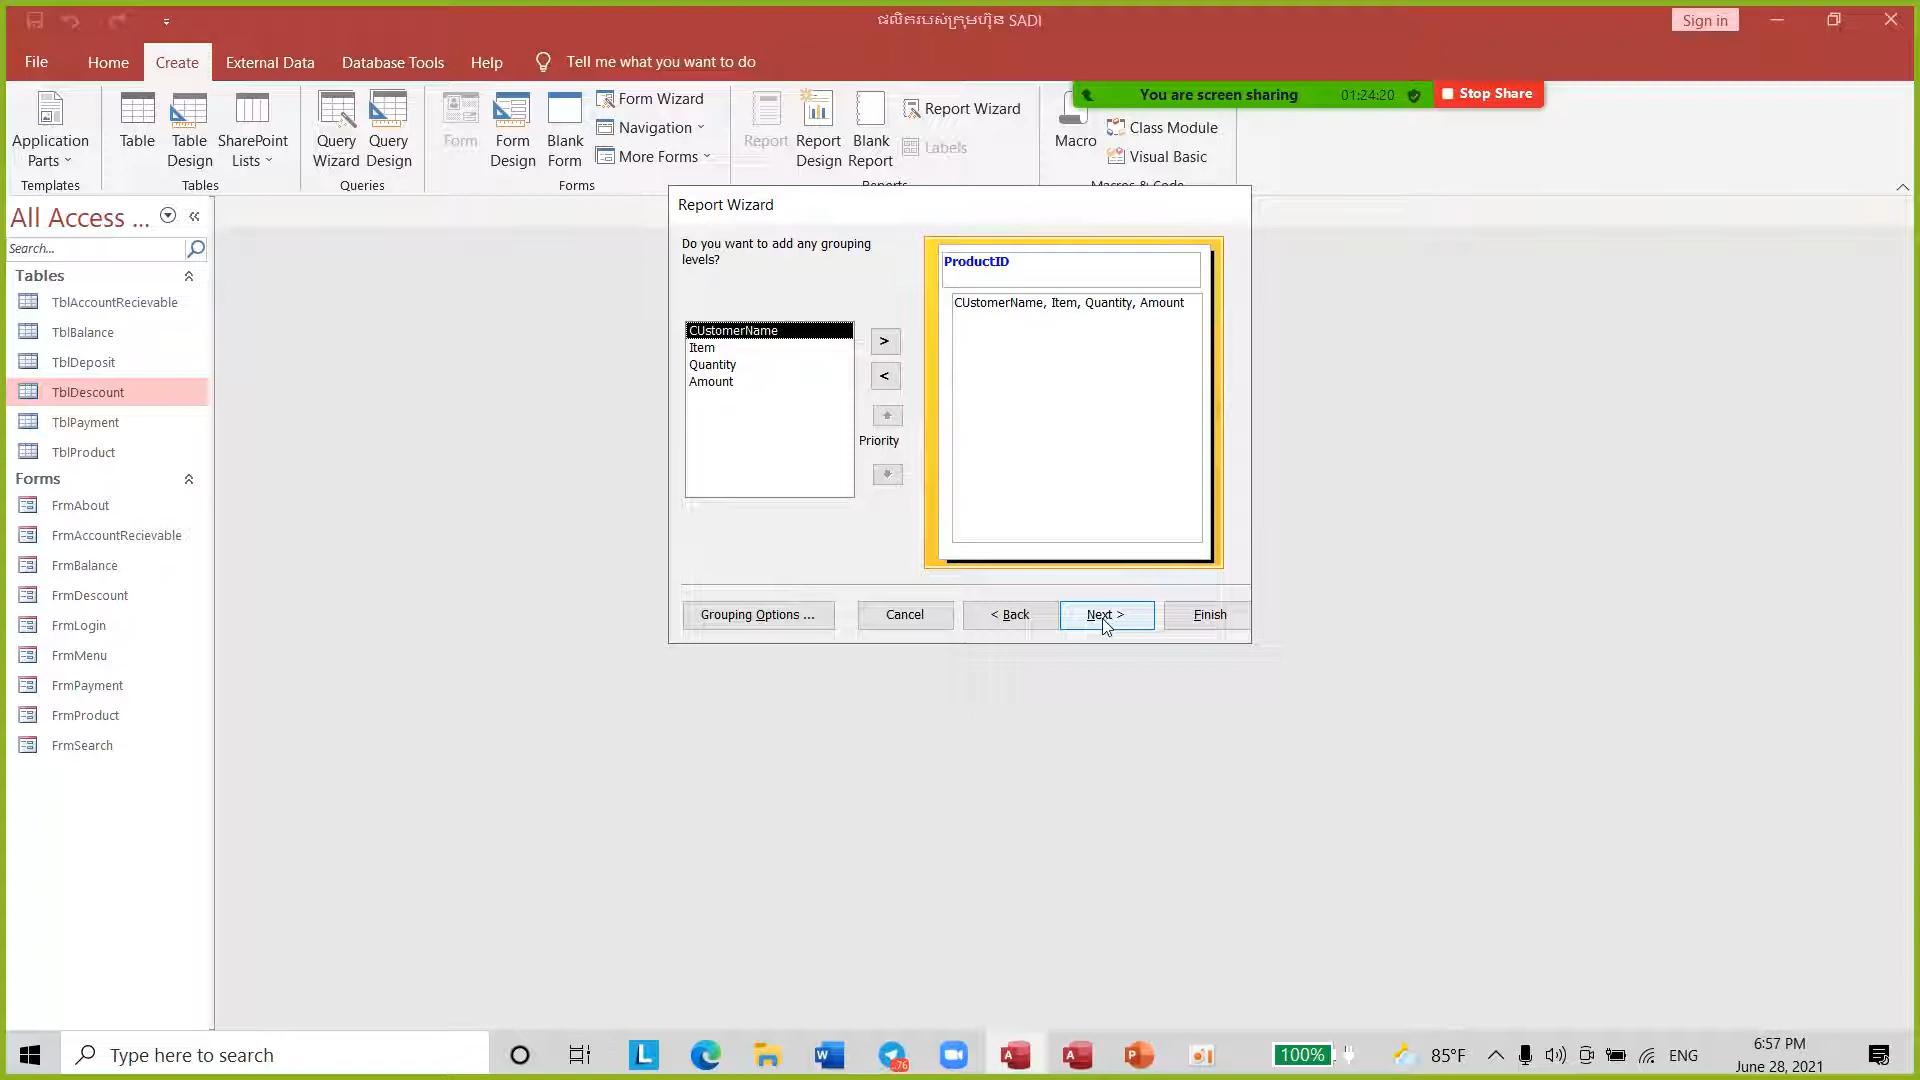 ផលិតរបស់ក្រុមហ៊ុន SADI
Sign in
File
Home
Create
External Data
Database Tools
Help
Tell me what you want to do
You are screen sharing
01:24:20
Stop Share
Application
Parts
Table
Table
Design
SharePoint
Lists
Query
Wizard
Query
Design
Form
Form
Design
Blank
Form
Form Wizard
Navigation
More Forms
Report
Report
Design
Blank
Report
Report Wizard
Labels
Macro
Class Module
Visual Basic
Templates
Tables
Queries
Forms
Reports
Macros & Code
All Access ...
Search...
Tables
TblAccountRecievable
TblBalance
TblDeposit
TblDescount
TblPayment
TblProduct
Forms
FrmAbout
FrmAccountRecievable
FrmBalance
FrmDescount
FrmLogin
FrmMenu
FrmPayment
FrmProduct
FrmSearch
Report Wizard
Do you want to add any grouping
levels?
CUstomerName
Item
Quantity
Amount
>
<
Priority
ProductID
CUstomerName, Item, Quantity, Amount
Grouping Options ...
Cancel
< Back
Next >
Finish
Type here to search
76
100%
85°F
ENG
6:57 PM
June 28, 2021